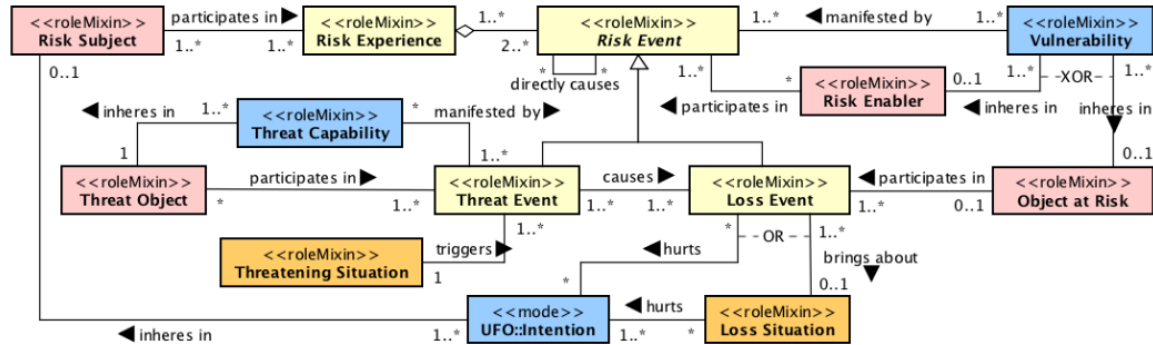 <<roleMixin>>
Risk Subject
participates in ▶
1..*
1..*
<<roleMixin>>
Risk Experience
1..*
2..*
<<roleMixin>>
Risk Event
1..*
◀ manifested by
1..*
<<roleMixin>>
Vulnerability
0..1
*
*
directly causes
1..*
◀ participates in
*
<<roleMixin>>
Risk Enabler
0..1
1..*
XOR
1..*
◀ inheres in
inheres in
▼
0..1
◀ inheres in
1..*
<<roleMixin>>
Threat Capability
*
manifested by ▶
1..*
1
<<roleMixin>>
Threat Object
participates in ▶
*
1..*
<<roleMixin>>
Threat Event
causes ▶
1..*
1..*
<<roleMixin>>
Loss Event
◀ participates in
1..*
0..1
<<roleMixin>>
Object at Risk
<<roleMixin>>
Threatening Situation
triggers ▶
1
1..*
*
OR
1..*
◀ hurts
*
brings about
▼
0..1
<<mode>>
UFO::Intention
◀ hurts
1..*
*
<<roleMixin>>
Loss Situation
◀ inheres in
1..*